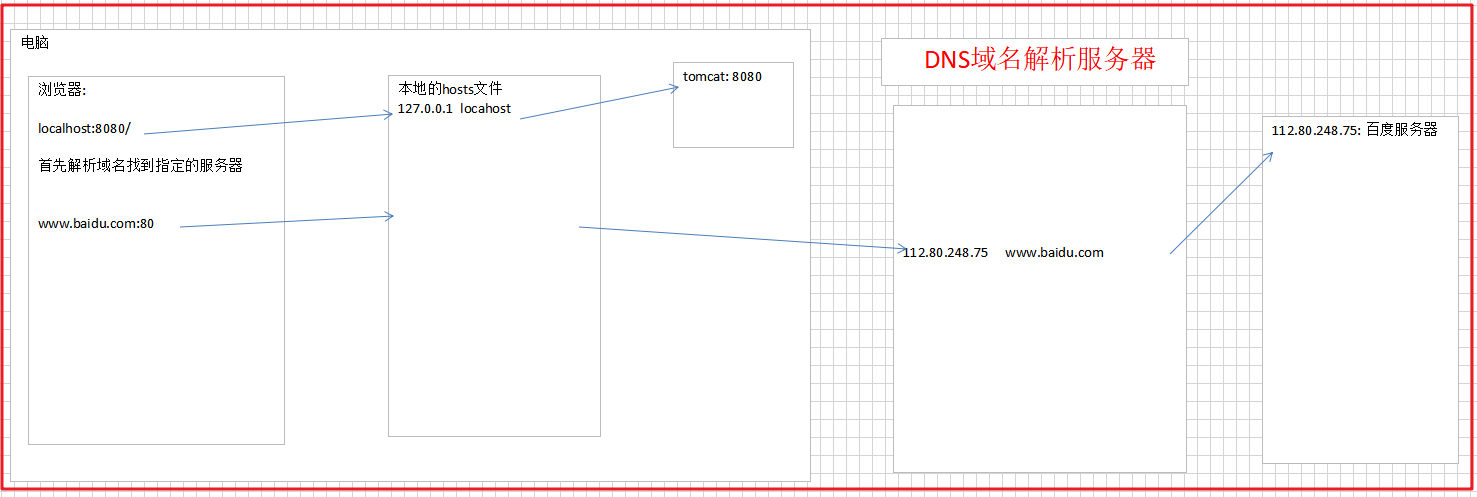 电脑
浏览器:
localhost:8080/
首先解析域名找到指定的服务器
www.baidu.com:80
本地的hosts文件
127.0.0.1 locahost
tomcat: 8080
DNS域名解析服务器
112.80.248.75 www.baidu.com
112.80.248.75: 百度服务器